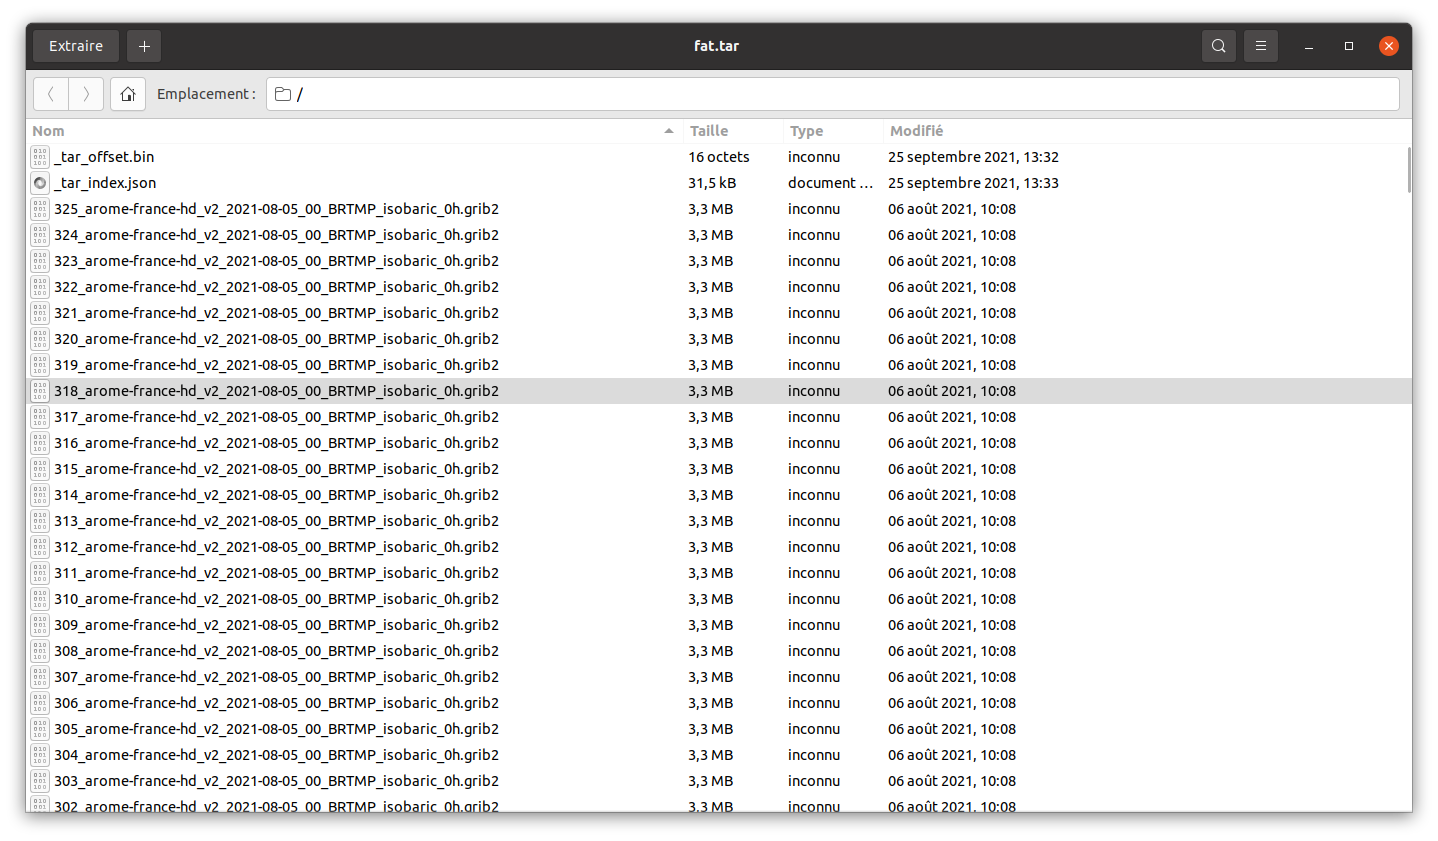 Extraire + fat.tar
Emplacement : /
Nom Taille Type Modifié
_tar_offset.bin 16 octets inconnu 25 septembre 2021, 13:32
_tar_index.json 31,5 kB document … 25 septembre 2021, 13:33
325_arome-france-hd_v2_2021-08-05_00_BRTMP_isobaric_0h.grib2 3,3 MB inconnu 06 août 2021, 10:08
324_arome-france-hd_v2_2021-08-05_00_BRTMP_isobaric_0h.grib2 3,3 MB inconnu 06 août 2021, 10:08
323_arome-france-hd_v2_2021-08-05_00_BRTMP_isobaric_0h.grib2 3,3 MB inconnu 06 août 2021, 10:08
322_arome-france-hd_v2_2021-08-05_00_BRTMP_isobaric_0h.grib2 3,3 MB inconnu 06 août 2021, 10:08
321_arome-france-hd_v2_2021-08-05_00_BRTMP_isobaric_0h.grib2 3,3 MB inconnu 06 août 2021, 10:08
320_arome-france-hd_v2_2021-08-05_00_BRTMP_isobaric_0h.grib2 3,3 MB inconnu 06 août 2021, 10:08
319_arome-france-hd_v2_2021-08-05_00_BRTMP_isobaric_0h.grib2 3,3 MB inconnu 06 août 2021, 10:08
318_arome-france-hd_v2_2021-08-05_00_BRTMP_isobaric_0h.grib2 3,3 MB inconnu 06 août 2021, 10:08
317_arome-france-hd_v2_2021-08-05_00_BRTMP_isobaric_0h.grib2 3,3 MB inconnu 06 août 2021, 10:08
316_arome-france-hd_v2_2021-08-05_00_BRTMP_isobaric_0h.grib2 3,3 MB inconnu 06 août 2021, 10:08
315_arome-france-hd_v2_2021-08-05_00_BRTMP_isobaric_0h.grib2 3,3 MB inconnu 06 août 2021, 10:08
314_arome-france-hd_v2_2021-08-05_00_BRTMP_isobaric_0h.grib2 3,3 MB inconnu 06 août 2021, 10:08
313_arome-france-hd_v2_2021-08-05_00_BRTMP_isobaric_0h.grib2 3,3 MB inconnu 06 août 2021, 10:08
312_arome-france-hd_v2_2021-08-05_00_BRTMP_isobaric_0h.grib2 3,3 MB inconnu 06 août 2021, 10:08
311_arome-france-hd_v2_2021-08-05_00_BRTMP_isobaric_0h.grib2 3,3 MB inconnu 06 août 2021, 10:08
310_arome-france-hd_v2_2021-08-05_00_BRTMP_isobaric_0h.grib2 3,3 MB inconnu 06 août 2021, 10:08
309_arome-france-hd_v2_2021-08-05_00_BRTMP_isobaric_0h.grib2 3,3 MB inconnu 06 août 2021, 10:08
308_arome-france-hd_v2_2021-08-05_00_BRTMP_isobaric_0h.grib2 3,3 MB inconnu 06 août 2021, 10:08
307_arome-france-hd_v2_2021-08-05_00_BRTMP_isobaric_0h.grib2 3,3 MB inconnu 06 août 2021, 10:08
306_arome-france-hd_v2_2021-08-05_00_BRTMP_isobaric_0h.grib2 3,3 MB inconnu 06 août 2021, 10:08
305_arome-france-hd_v2_2021-08-05_00_BRTMP_isobaric_0h.grib2 3,3 MB inconnu 06 août 2021, 10:08
304_arome-france-hd_v2_2021-08-05_00_BRTMP_isobaric_0h.grib2 3,3 MB inconnu 06 août 2021, 10:08
303_arome-france-hd_v2_2021-08-05_00_BRTMP_isobaric_0h.grib2 3,3 MB inconnu 06 août 2021, 10:08
302_arome-france-hd_v2_2021-08-05_00_BRTMP_isobaric_0h.grib2 3,3 MB inconnu 06 août 2021, 10:08